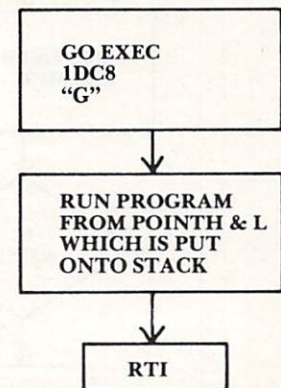 GO EXEC
1DC8
“G”
RUN PROGRAM
FROM POINTH & L
WHICH IS PUT
ONTO STACK
RTI